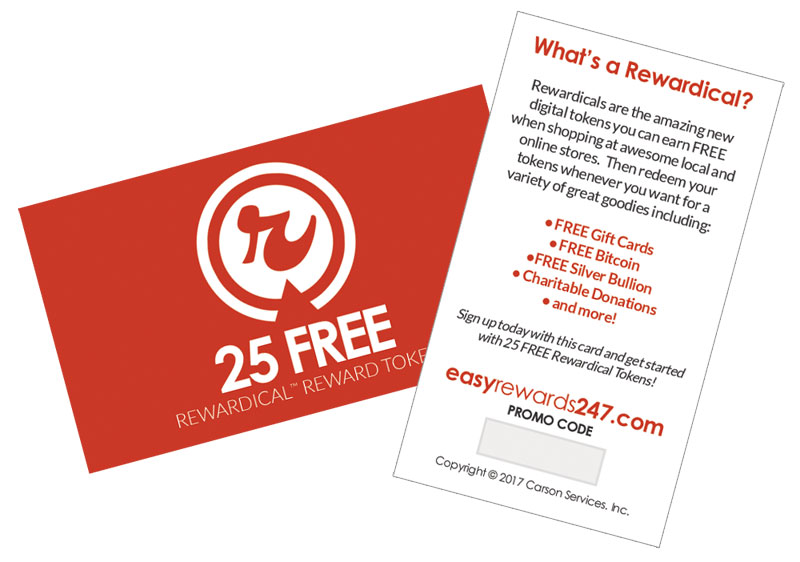 r
25 FREE
REWARDICAL™ REWARD TOKE
What's a Rewardical?
Rewardicals are the amazing new
digital tokens you can earn FREE
when shopping at awesome local and
online stores. Then redeem your
tokens whenever you want for a
variety of great goodies including:
• FREE Gift Cards
• FREE Bitcoin
•FREE Silver Bullion
• Charitable Donations
• and more!
Sign up today with this card and get started
with 25 FREE Rewardical Tokens!
easyrewards247.com
PROMO CODE
Copyright © 2017 Carson Services, Inc.